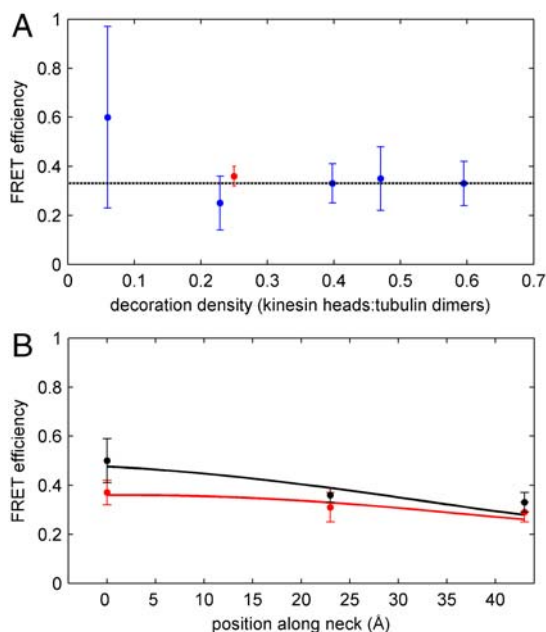 A
1
0.8
0.6
0.4
0.2
0
FRET efficiency
0 0.1 0.2 0.3 0.4 0.5 0.6 0.7
decoration density (kinesin heads:tubulin dimers)
B
1
0.8
0.6
0.4
0.2
0
FRET efficiency
0 5 10 15 20 25 30 35 40
position along neck (Å)